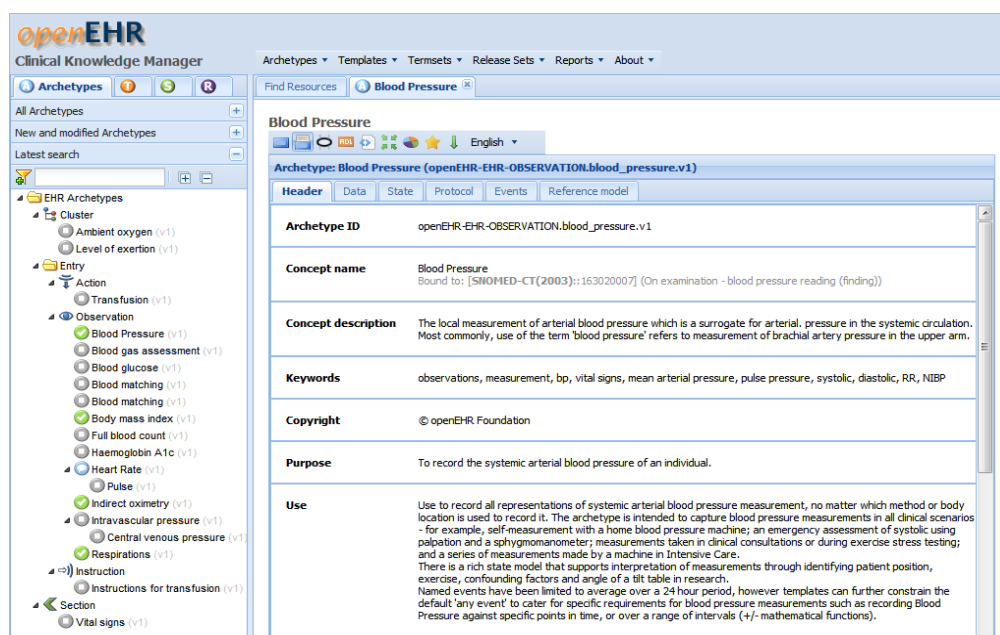 openEHR
Clinical Knowledge Manager
Archetypes Templates Termsets Release Sets Reports About
A Archetypes T S R
Find Resources A Blood Pressure
All Archetypes
New and modified Archetypes
Latest search
EHR Archetypes
Cluster
Ambient oxygen (v1)
Level of exertion (v1)
Entry
Action
Transfusion (v1)
Observation
Blood Pressure (v1)
Blood gas assessment (v1)
Blood glucose (v1)
Blood matching (v1)
Blood matching (v1)
Body mass index (v1)
Full blood count (v1)
Haemoglobin A1c (v1)
Heart Rate (v1)
Pulse (v1)
Indirect oximetry (v1)
Intravascular pressure (v1)
Central venous pressure (v1)
Respirations (v1)
Instruction
Instructions for transfusion (v1)
Section
Vital signs (v1)
Blood Pressure
ADL English
Archetype: Blood Pressure (openEHR-EHR-OBSERVATION.blood_pressure.v1)
Header Data State Protocol Events Reference model
Archetype ID openEHR-EHR-OBSERVATION.blood_pressure.v1
Concept name Blood Pressure
Bound to: [SNOMED-CT(2003)::163020007] (On examination - blood pressure reading (finding))
Concept description The local measurement of arterial blood pressure which is a surrogate for arterial. pressure in the systemic circulation.
Most commonly, use of the term 'blood pressure' refers to measurement of brachial artery pressure in the upper arm.
Keywords observations, measurement, bp, vital signs, mean arterial pressure, pulse pressure, systolic, diastolic, RR, NIBP
Copyright © openEHR Foundation
Purpose To record the systemic arterial blood pressure of an individual.
Use Use to record all representations of systemic arterial blood pressure measurement, no matter which method or body
location is used to record it. The archetype is intended to capture blood pressure measurements in all clinical scenarios
- for example, self-measurement with a home blood pressure machine; an emergency assessment of systolic using
palpation and a sphygmomanometer; measurements taken in clinical consultations or during exercise stress testing;
and a series of measurements made by a machine in Intensive Care.
There is a rich state model that supports interpretation of measurements through identifying patient position,
exercise, confounding factors and angle of a tilt table in research.
Named events have been limited to average over a 24 hour period, however templates can further constrain the
default 'any event' to cater for specific requirements for blood pressure measurements such as recording Blood
Pressure against specific points in time, or over a range of intervals (+/- mathematical functions).